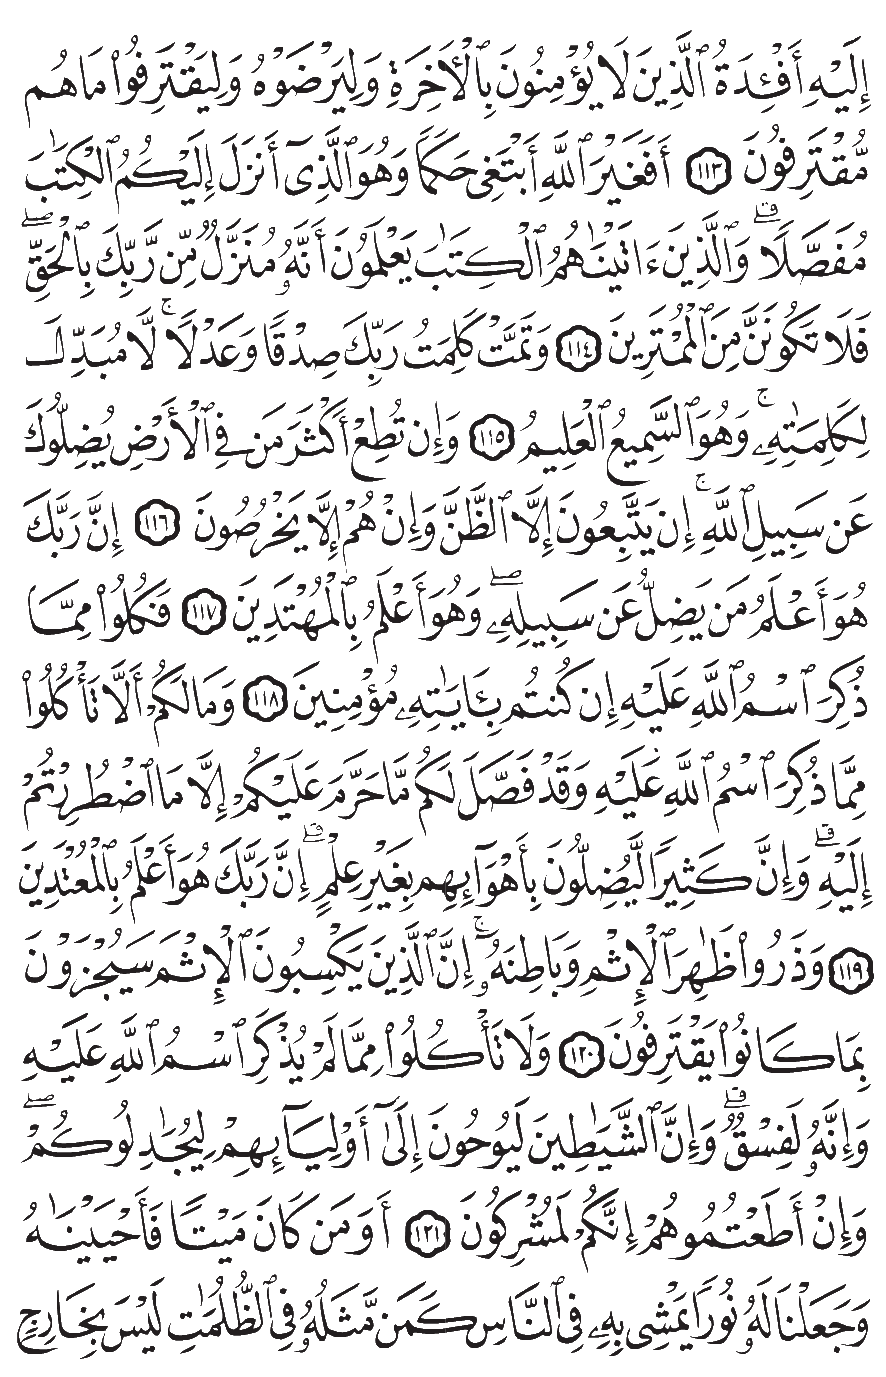 إِلَيْهِ أَفْـِٔدَةُ ٱلَّذِينَ لَا يُؤْمِنُونَ بِٱلْأَخِرَةِ وَلِيَرْضَوْهُ وَلِيَقْتَرِفُوا۟ مَا هُم
مُّقْتَرِفُونَ ١١٣ أَفَغَيْرَ ٱللَّهِ أَبْتَغِى حَكَمًا وَهُوَ ٱلَّذِىٓ أَنزَلَ إِلَيْكُمُ ٱلْكِتَٰبَ
مُفَصَّلًا ۗ وَٱلَّذِينَ ءَاتَيْنَٰهُمُ ٱلْكِتَٰبَ يَعْلَمُونَ أَنَّهُۥ مُنَزَّلٌ مِّن رَّبِّكَ بِٱلْحَقِّ ۖ
فَلَا تَكُونَنَّ مِنَ ٱلْمُمْتَرِينَ ١١٤ وَتَمَّتْ كَلِمَتُ رَبِّكَ صِدْقًا وَعَدْلًا ۚ لَّا مُبَدِّلَ
لِكَلِمَٰتِهِۦ ۚ وَهُوَ ٱلسَّمِيعُ ٱلْعَلِيمُ ١١٥ وَإِن تُطِعْ أَكْثَرَ مَن فِى ٱلْأَرْضِ يُضِلُّوكَ
عَن سَبِيلِ ٱللَّهِ ۚ إِن يَتَّبِعُونَ إِلَّا ٱلظَّنَّ وَإِنْ هُمْ إِلَّا يَخْرُصُونَ ١١٦ إِنَّ رَبَّكَ
هُوَ أَعْلَمُ مَن يَضِلُّ عَن سَبِيلِهِۦ ۖ وَهُوَ أَعْلَمُ بِٱلْمُهْتَدِينَ ١١٧ فَكُلُوا۟ مِمَّا
ذُكِرَ ٱسْمُ ٱللَّهِ عَلَيْهِ إِن كُنتُم بِـَٔايَٰتِهِۦ مُؤْمِنِينَ ١١٨ وَمَا لَكُمْ أَلَّا تَأْكُلُوا۟
مِمَّا ذُكِرَ ٱسْمُ ٱللَّهِ عَلَيْهِ وَقَدْ فَصَّلَ لَكُم مَّا حَرَّمَ عَلَيْكُمْ إِلَّا مَا ٱضْطُرِرْتُمْ
إِلَيْهِ ۗ وَإِنَّ كَثِيرًا لَّيُضِلُّونَ بِأَهْوَآئِهِم بِغَيْرِ عِلْمٍ ۗ إِنَّ رَبَّكَ هُوَ أَعْلَمُ بِٱلْمُعْتَدِينَ
١١٩ وَذَرُوا۟ ظَٰهِرَ ٱلْإِثْمِ وَبَاطِنَهُۥٓ ۚ إِنَّ ٱلَّذِينَ يَكْسِبُونَ ٱلْإِثْمَ سَيُجْزَوْنَ
بِمَا كَانُوا۟ يَقْتَرِفُونَ ١٢٠ وَلَا تَأْكُلُوا۟ مِمَّا لَمْ يُذْكَرِ ٱسْمُ ٱللَّهِ عَلَيْهِ
وَإِنَّهُۥ لَفِسْقٌ ۗ وَإِنَّ ٱلشَّيَٰطِينَ لَيُوحُونَ إِلَىٰٓ أَوْلِيَآئِهِمْ لِيُجَٰدِلُوكُمْ ۖ
وَإِنْ أَطَعْتُمُوهُمْ إِنَّكُمْ لَمُشْرِكُونَ ١٢١ أَوَمَن كَانَ مَيْتًا فَأَحْيَيْنَٰهُ
وَجَعَلْنَا لَهُۥ نُورًا يَمْشِى بِهِۦ فِى ٱلنَّاسِ كَمَن مَّثَلُهُۥ فِى ٱلظُّلُمَٰتِ لَيْسَ بِخَارِجٍ